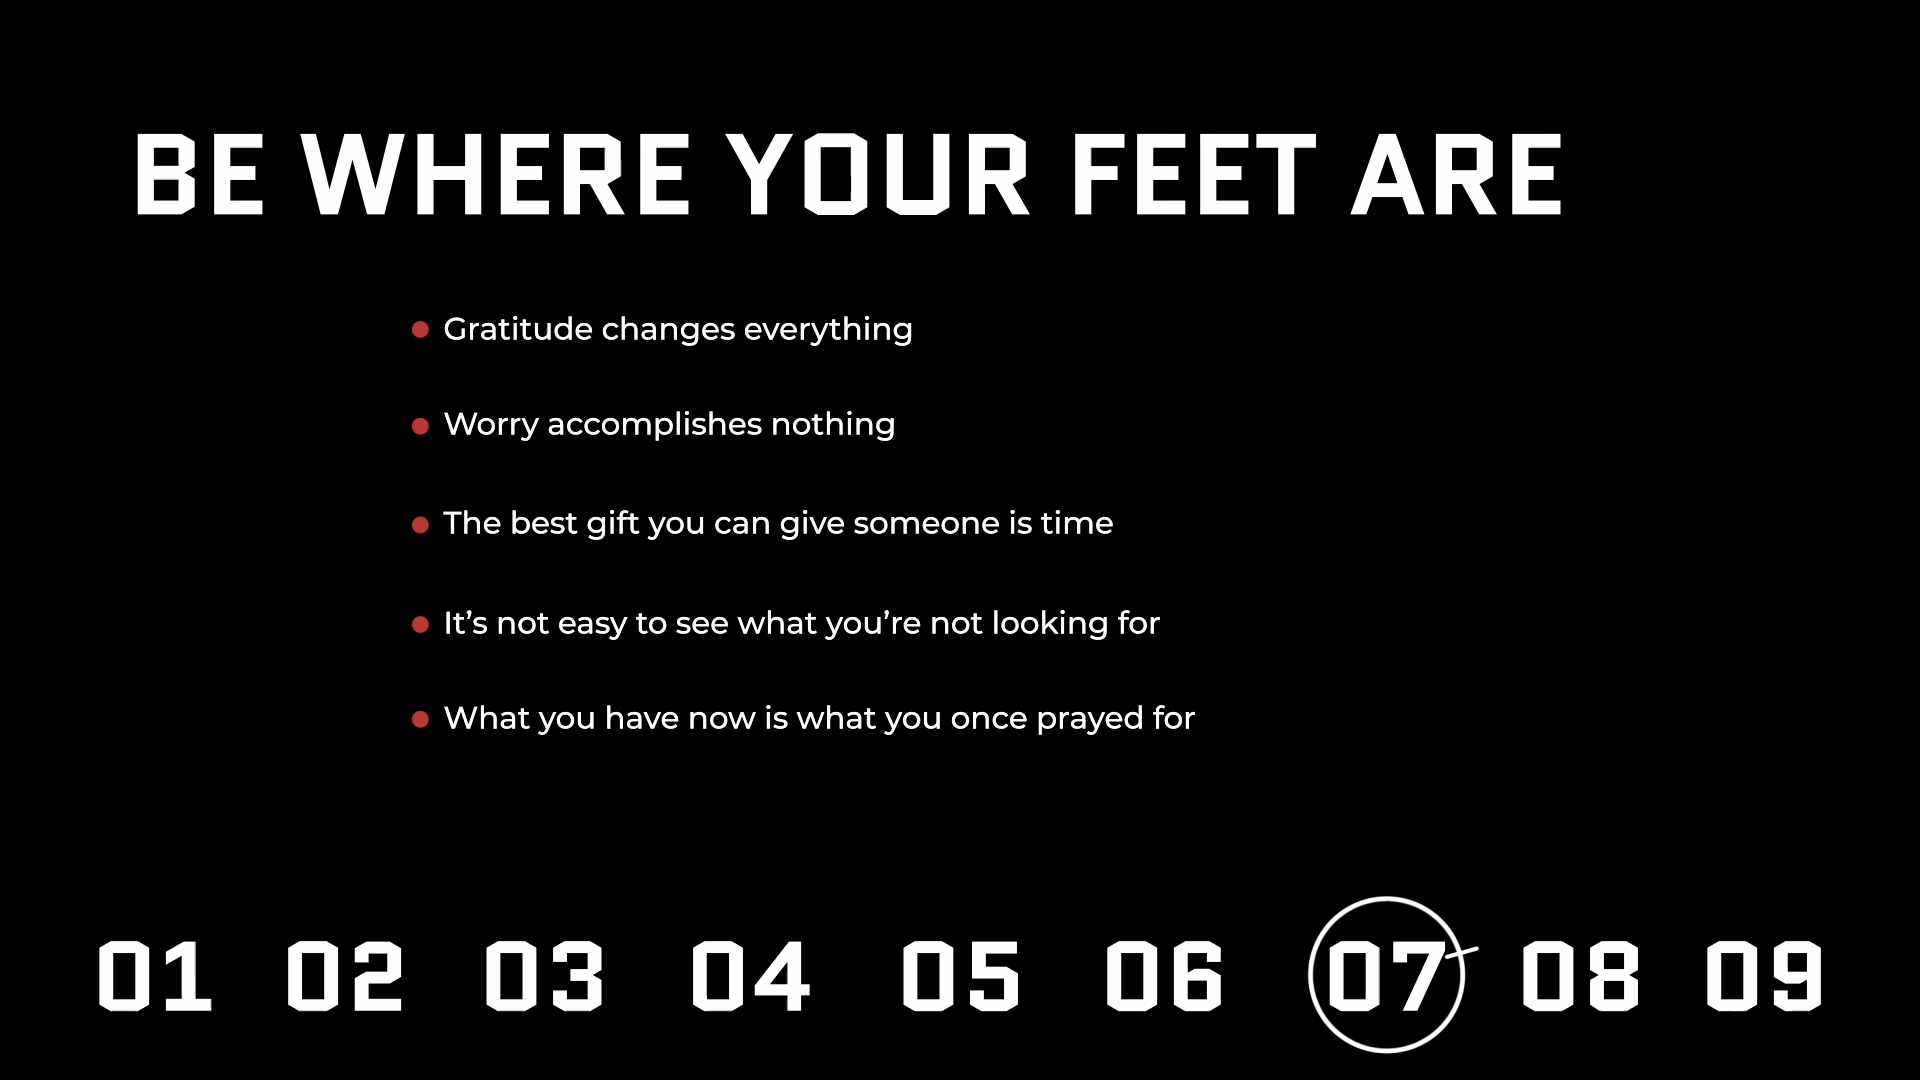 BE WHERE YOUR FEET ARE
Gratitude changes everything
Worry accomplishes nothing
The best gift you can give someone is time
It’s not easy to see what you’re not looking for
What you have now is what you once prayed for
01 02 03 04 05 06 07 08 09